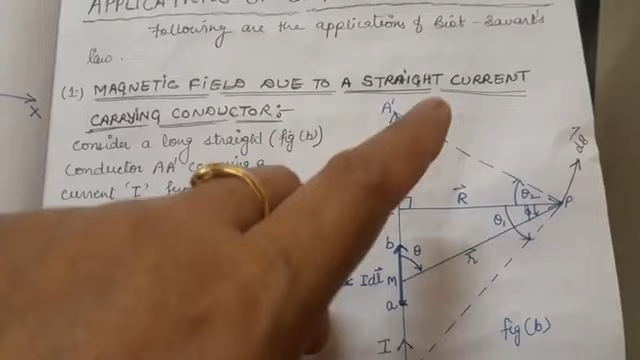 APPLICATIONS OF
Following are the applications of Biot-Savart's
law.
(1.) MAGNETIC FIELD DUE TO A STRAIGHT CURRENT
CARRYING CONDUCTOR:-
consider a long straight (fig(b)
conductor AA'
current 'I'
X
A'
dB
R
θ2
P
θ1
ϕ
b
θ
r
Idl
M
a
I
fig(b)